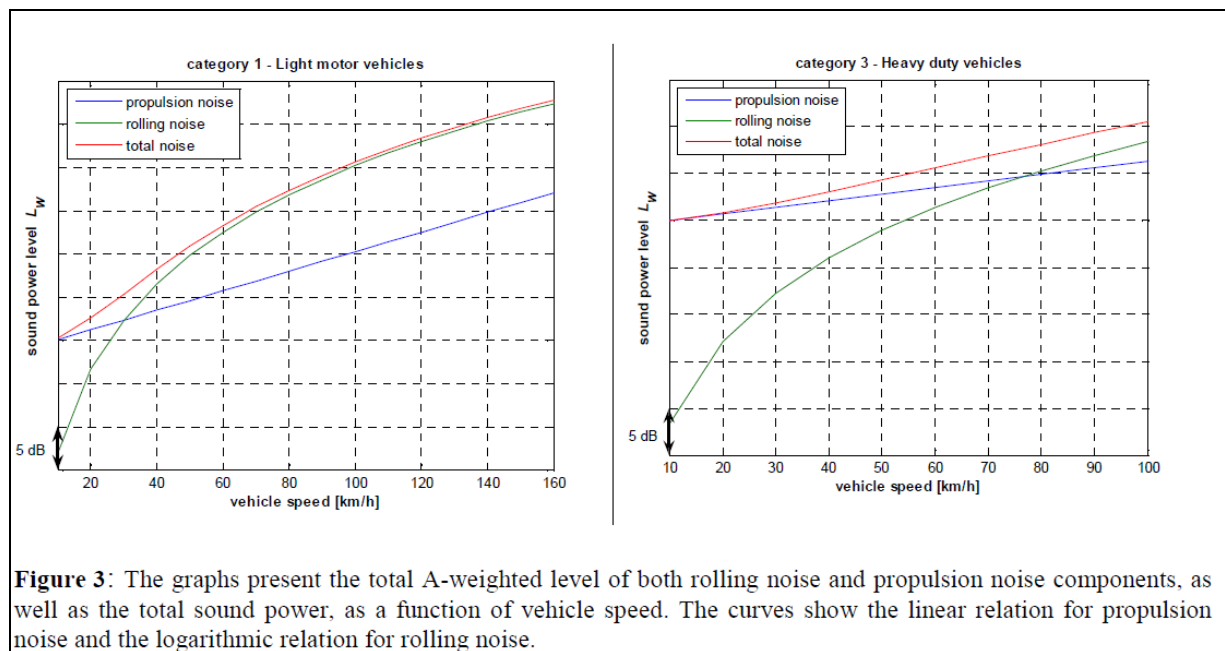 category 1 - Light motor vehicles
propulsion noise
rolling noise
total noise
sound power level L_W
5 dB
20 40 60 80 100 120 140 160
vehicle speed [km/h]
category 3 - Heavy duty vehicles
propulsion noise
rolling noise
total noise
sound power level L_W
5 dB
10 20 30 40 50 60 70 80 90 100
vehicle speed [km/h]
Figure 3: The graphs present the total A-weighted level of both rolling noise and propulsion noise components, as
well as the total sound power, as a function of vehicle speed. The curves show the linear relation for propulsion
noise and the logarithmic relation for rolling noise.